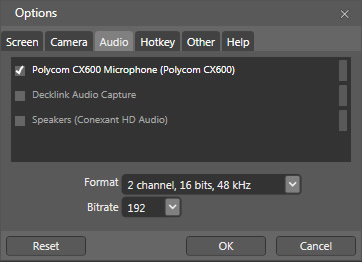 Options
Screen Camera Audio Hotkey Other Help
Polycom CX600 Microphone (Polycom CX600)
Decklink Audio Capture
Speakers (Conexant HD Audio)
Format 2 channel, 16 bits, 48 kHz
Bitrate 192
Reset OK Cancel